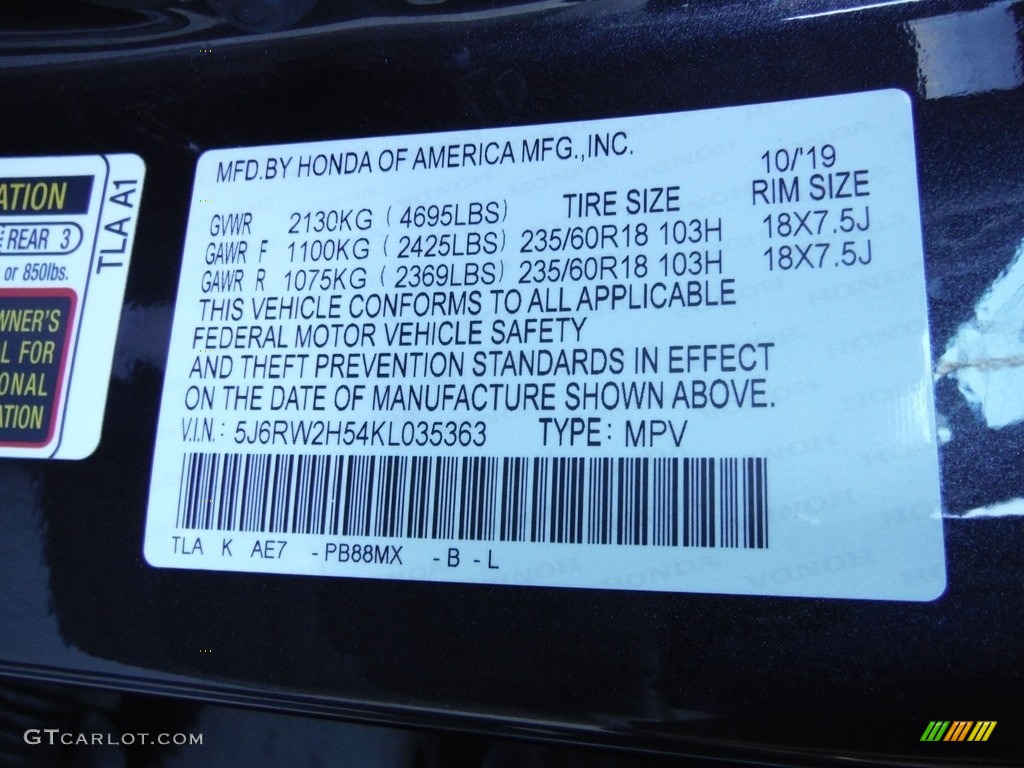 ATION
REAR 3
or 850lbs.
WNER'S
L FOR
ONAL
ATION
TLA A1
MFD.BY HONDA OF AMERICA MFG.,INC. 10/'19
TIRE SIZE RIM SIZE
GVWR 2130KG ( 4695LBS)
GAWR F 1100KG ( 2425LBS) 235/60R18 103H 18X7.5J
GAWR R 1075KG ( 2369LBS) 235/60R18 103H 18X7.5J
THIS VEHICLE CONFORMS TO ALL APPLICABLE
FEDERAL MOTOR VEHICLE SAFETY
AND THEFT PREVENTION STANDARDS IN EFFECT
ON THE DATE OF MANUFACTURE SHOWN ABOVE.
V.I.N.: 5J6RW2H54KL035363 TYPE: MPV
TLA K AE7 -PB88MX -B -L
GTCARLOT.COM